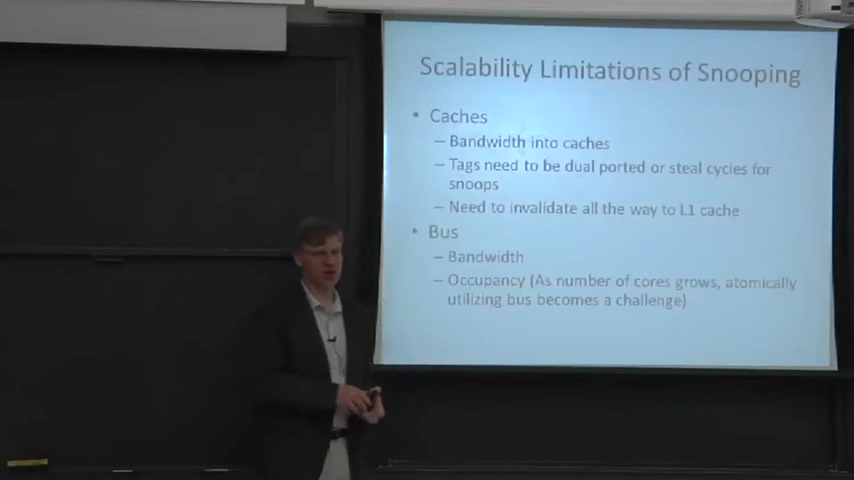 Scalability Limitations of Snooping
• Caches
– Bandwidth into caches
– Tags need to be dual ported or steal cycles for
snoops
– Need to invalidate all the way to L1 cache
• Bus
– Bandwidth
– Occupancy (As number of cores grows, atomically
utilizing bus becomes a challenge)